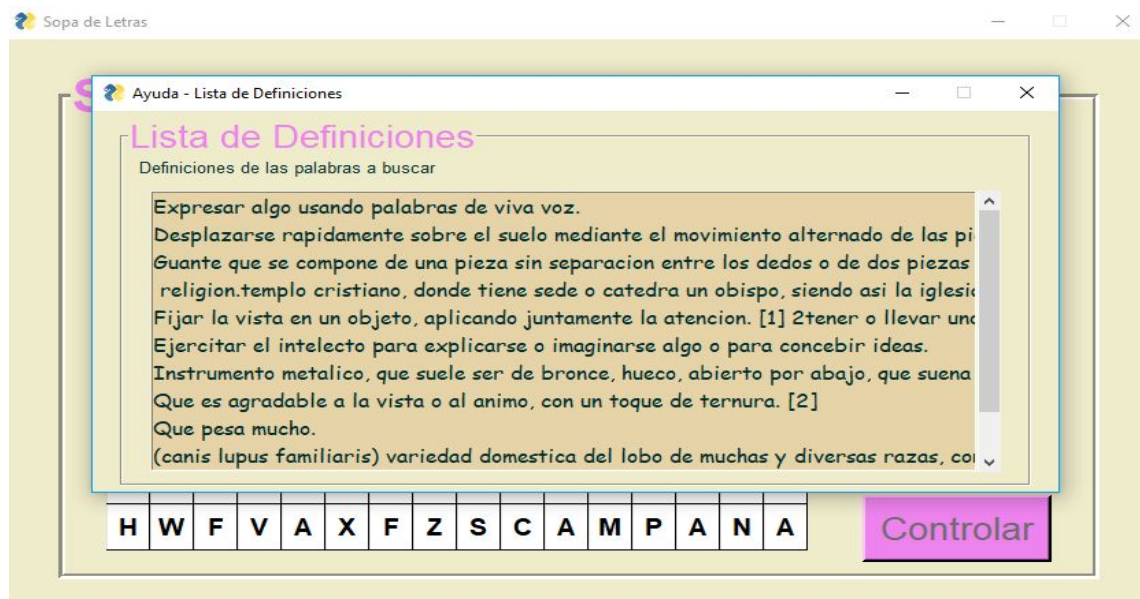 Sopa de Letras
S
Ayuda - Lista de Definiciones
Lista de Definiciones
Definiciones de las palabras a buscar
Expresar algo usando palabras de viva voz.
Desplazarse rapidamente sobre el suelo mediante el movimiento alternado de las
Guante que se compone de una pieza sin separacion entre los dedos o de dos piezas
religion.templo cristiano, donde tiene sede o catedra un obispo, siendo asi la
Fijar la vista en un objeto, aplicando juntamente la atencion. [1] 2tener o llevar
Ejercitar el intelecto para explicarse o imaginarse algo o para concebir ideas.
Instrumento metalico, que suele ser de bronce, hueco, abierto por abajo, que suena
Que es agradable a la vista o al animo, con un toque de ternura. [2]
Que pesa mucho.
(canis lupus familiaris) variedad domestica del lobo de muchas y diversas razas,
H W F V A X F Z S C A M P A N A
Controlar